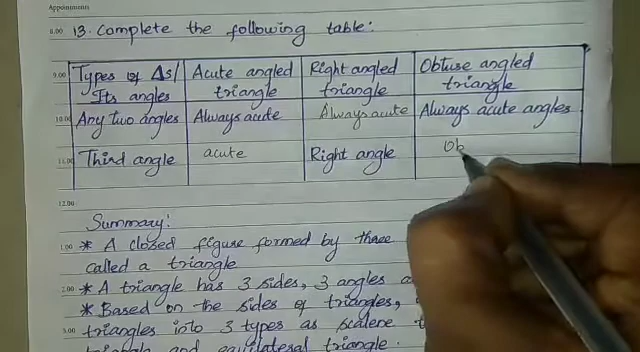 Appointments
8.00 13. Complete the following table:
9.00 Types of Δs/ Its angles Acute angled triangle Right angled triangle Obtuse angled triangle
10.00 Any two angles Always acute Always acute Always acute angles
11.00 Third angle acute Right angle Ob
12.00
Summary:
1.00 * A closed figure formed by three
called a triangle
2.00 * A triangle has 3 sides, 3 angles
* Based on the sides of triangles,
3.00 triangles into 3 types as scalene
triangle and equilateral triangle.